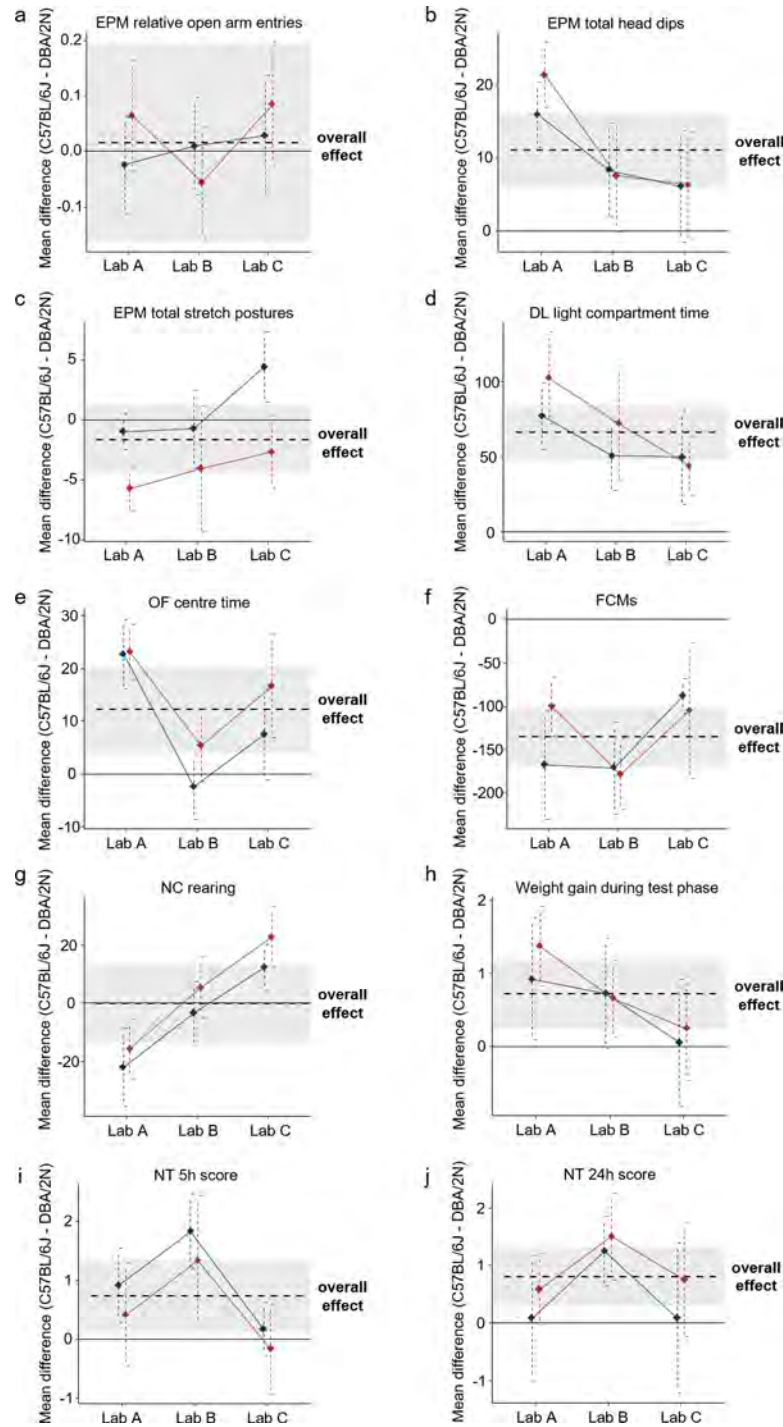 a
EPM relative open arm entries
Mean difference (C57BL/6J - DBA/2N)
0.2
0.1
0.0
-0.1
overall
effect
Lab A Lab B Lab C
b
EPM total head dips
Mean difference (C57BL/6J - DBA/2N)
20
10
0
overall
effect
Lab A Lab B Lab C
c
EPM total stretch postures
Mean difference (C57BL/6J - DBA/2N)
5
0
-5
-10
overall
effect
Lab A Lab B Lab C
d
DL light compartment time
Mean difference (C57BL/6J - DBA/2N)
100
50
0
overall
effect
Lab A Lab B Lab C
e
OF centre time
Mean difference (C57BL/6J - DBA/2N)
30
20
10
0
-10
overall
effect
Lab A Lab B Lab C
f
FCMs
Mean difference (C57BL/6J - DBA/2N)
0
-50
-100
-150
-200
overall
effect
Lab A Lab B Lab C
g
NC rearing
Mean difference (C57BL/6J - DBA/2N)
20
0
-20
overall
effect
Lab A Lab B Lab C
h
Weight gain during test phase
Mean difference (C57BL/6J - DBA/2N)
2
1
0
overall
effect
Lab A Lab B Lab C
i
NT 5h score
Mean difference (C57BL/6J - DBA/2N)
2
1
0
-1
overall
effect
Lab A Lab B Lab C
j
NT 24h score
Mean difference (C57BL/6J - DBA/2N)
2
1
0
-1
overall
effect
Lab A Lab B Lab C